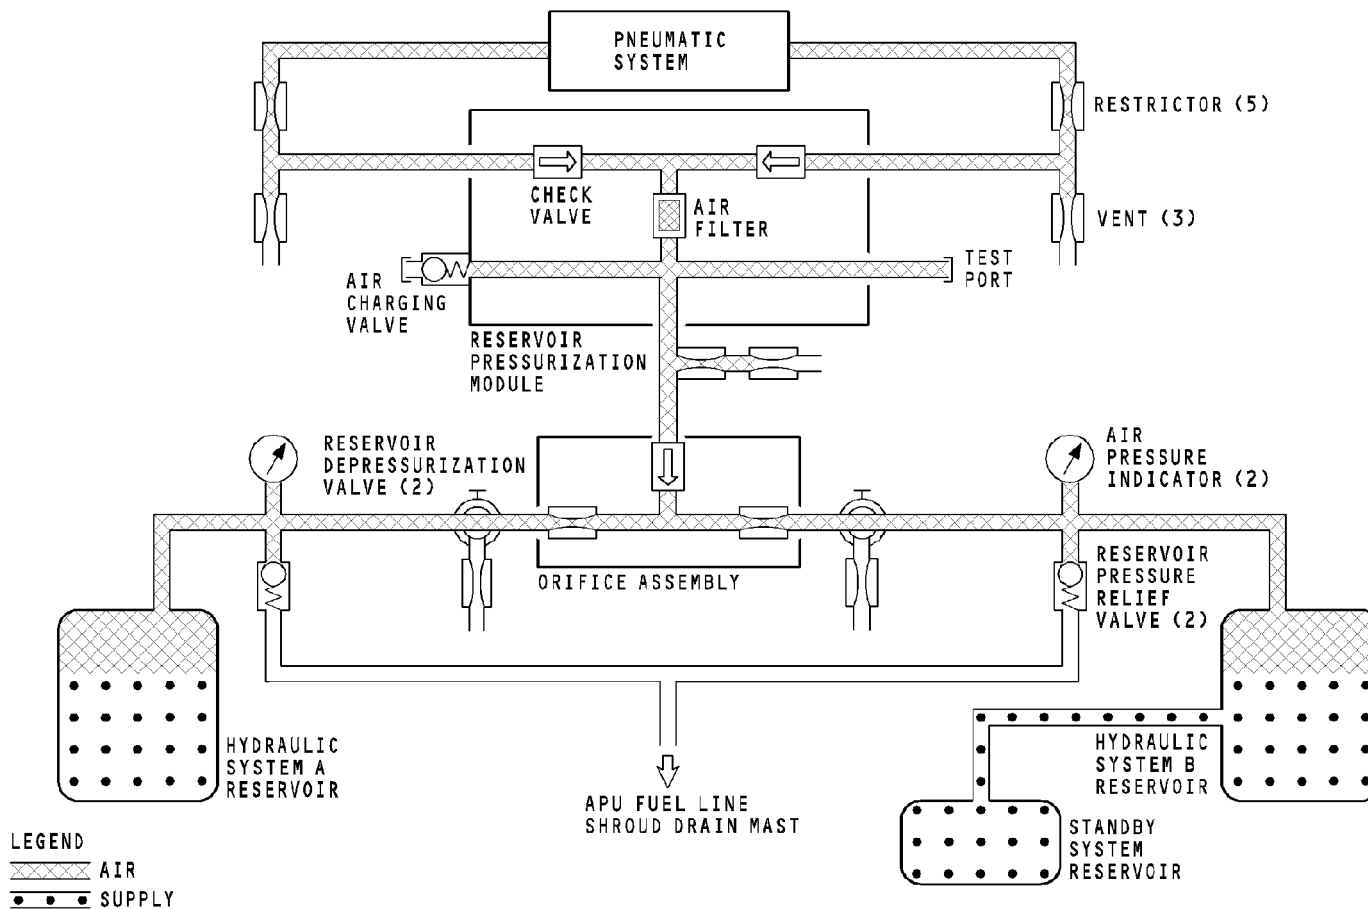 PNEUMATIC
SYSTEM
RESTRICTOR (5)
CHECK
VALVE
AIR
FILTER
VENT (3)
AIR
CHARGING
VALVE
TEST
PORT
RESERVOIR
PRESSURIZATION
MODULE
RESERVOIR
DEPRESSURIZATION
VALVE (2)
AIR
PRESSURE
INDICATOR (2)
ORIFICE ASSEMBLY
RESERVOIR
PRESSURE
RELIEF
VALVE (2)
HYDRAULIC
SYSTEM A
RESERVOIR
HYDRAULIC
SYSTEM B
RESERVOIR
APU FUEL LINE
SHROUD DRAIN MAST
STANDBY
SYSTEM
RESERVOIR
LEGEND
AIR
SUPPLY